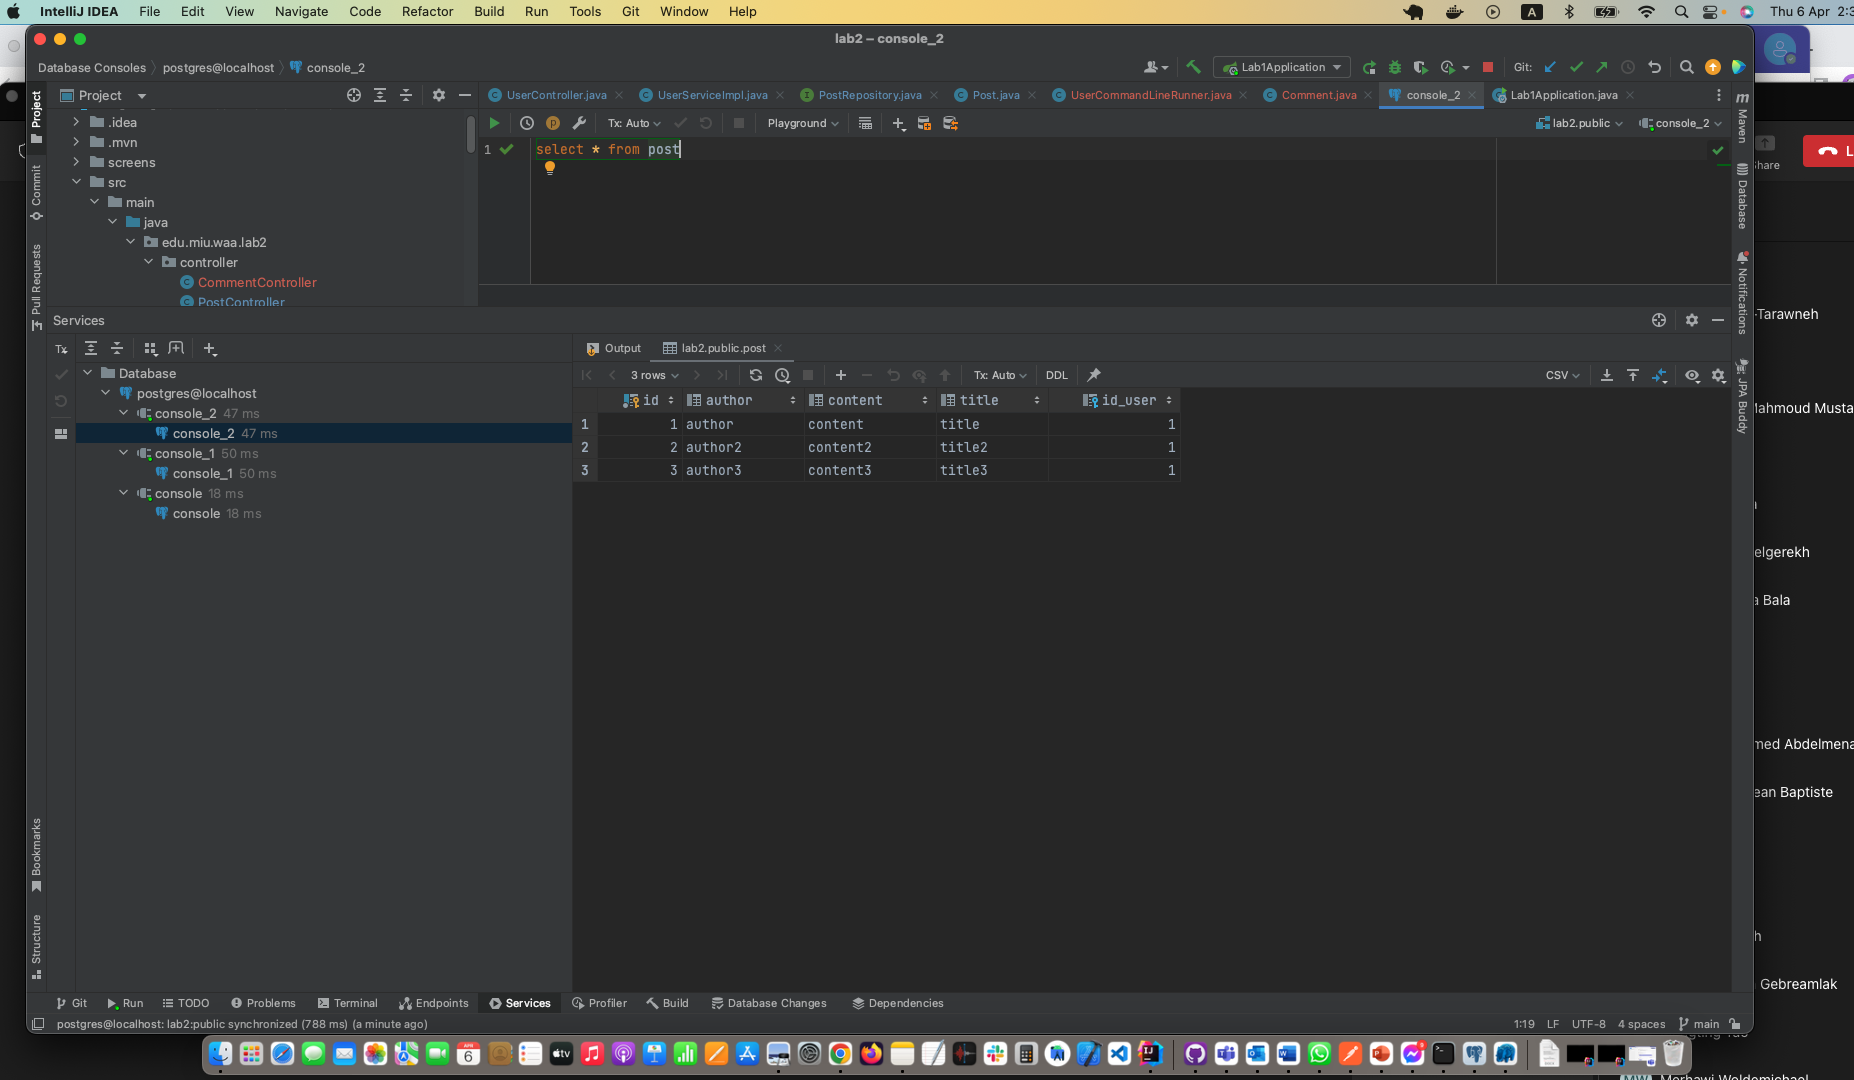 IntelliJ IDEA File Edit View Navigate Code Refactor Build Run Tools Git Window Help A Thu 6 Apr
lab2 – console_2
Database Consoles postgres@localhost console_2 Lab1Application Git:
Project UserController.java UserServiceImpl.java PostRepository.java Post.java UserCommandLineRunner.java Comment.java console_2 Lab1Application.java
Tx: Auto Playground lab2.public console_2
1 select * from post
Project
Commit
Pull Requests
.idea
.mvn
screens
src
main
java
edu.miu.waa.lab2
controller
CommentController
PostController
Maven
Database
Notifications
JPA Buddy
Services
Tx
Database
postgres@localhost
console_2 47 ms
console_2 47 ms
console_1 50 ms
console_1 50 ms
console 18 ms
console 18 ms
Output lab2.public.post
3 rows Tx: Auto DDL CSV
id author content title id_user
1 1 author content title 1
2 2 author2 content2 title2 1
3 3 author3 content3 title3 1
Bookmarks
Structure
Git Run TODO Problems Terminal Endpoints Services Profiler Build Database Changes Dependencies
postgres@localhost: lab2:public synchronized (788 ms) (a minute ago) 1:19 LF UTF-8 4 spaces main
hare
-Tarawneh
elgerekh
Bala
ean Baptiste
Gebreamlak
APR
6
tv